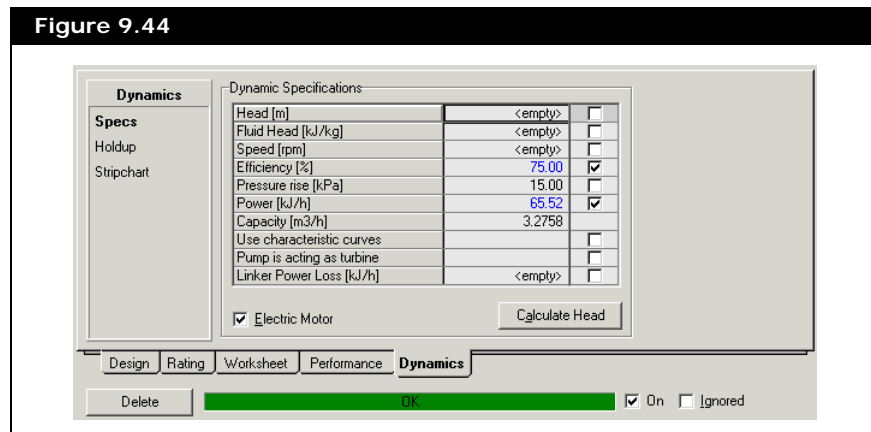 Figure 9.44
Dynamics
Specs
Holdup
Stripchart
Dynamic Specifications
Head [m] <empty>
Fluid Head [kJ/kg] <empty>
Speed [rpm] <empty>
Efficiency [%] 75.00
Pressure rise [kPa] 15.00
Power [kJ/h] 65.52
Capacity [m3/h] 3.2758
Use characteristic curves
Pump is acting as turbine
Linker Power Loss [kJ/h] <empty>
Electric Motor Calculate Head
Design Rating Worksheet Performance Dynamics
Delete OK On Ignored